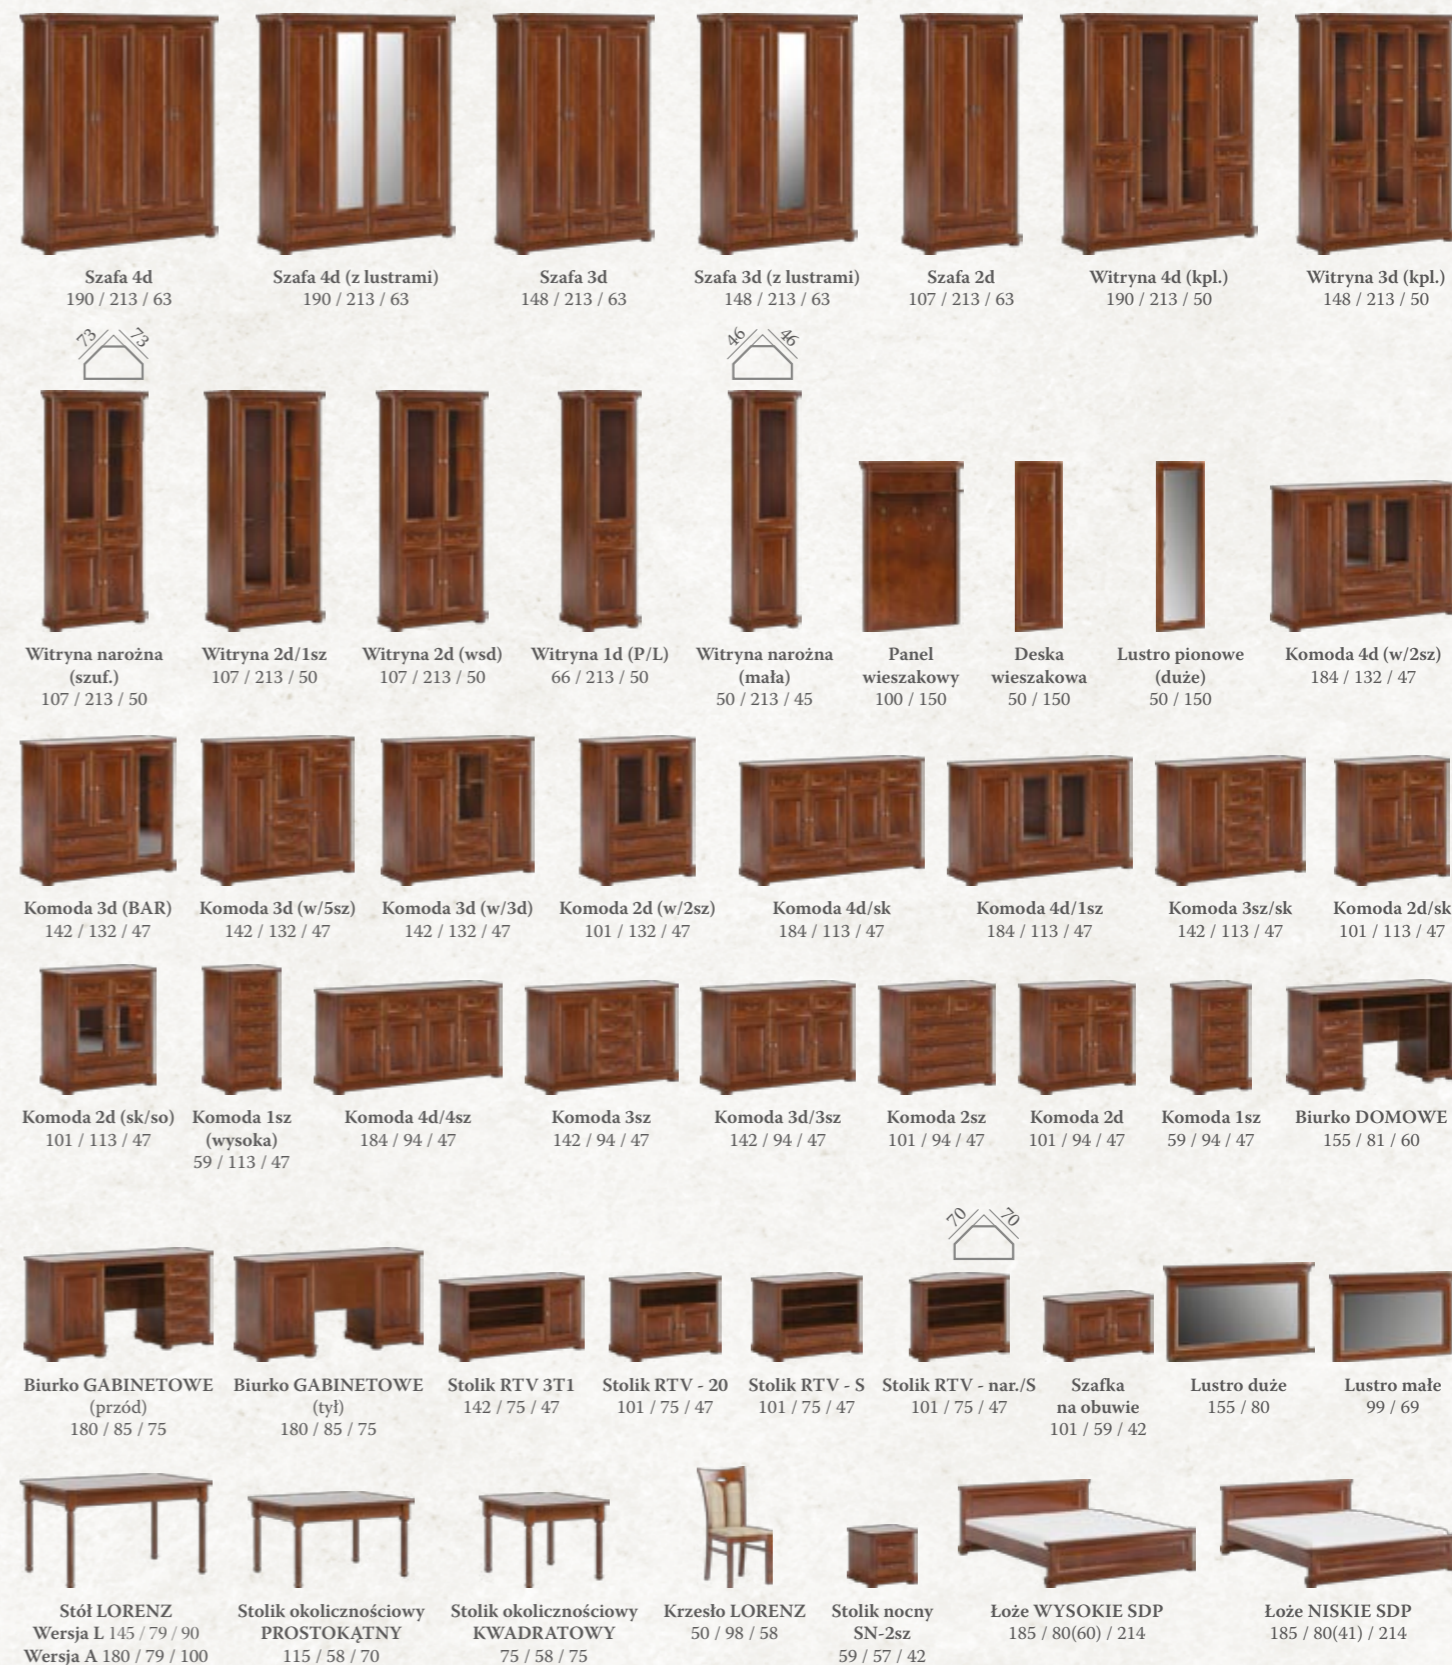 Szafa 4d
190 / 213 / 63
Szafa 4d (z lustrami)
190 / 213 / 63
Szafa 3d
148 / 213 / 63
Szafa 3d (z lustrami)
148 / 213 / 63
Szafa 2d
107 / 213 / 63
Witryna 4d (kpl.)
190 / 213 / 50
Witryna 3d (kpl.)
148 / 213 / 50
73 73
46 46
Witryna narożna
(szuf.)
107 / 213 / 50
Witryna 2d/1sz
107 / 213 / 50
Witryna 2d (wsd)
107 / 213 / 50
Witryna 1d (P/L)
66 / 213 / 50
Witryna narożna
(mała)
50 / 213 / 45
Panel
wieszakowy
100 / 150
Deska
wieszakowa
50 / 150
Lustro pionowe
(duże)
50 / 150
Komoda 4d (w/2sz)
184 / 132 / 47
Komoda 3d (BAR)
142 / 132 / 47
Komoda 3d (w/5sz)
142 / 132 / 47
Komoda 3d (w/3d)
142 / 132 / 47
Komoda 2d (w/2sz)
101 / 132 / 47
Komoda 4d/sk
184 / 113 / 47
Komoda 4d/1sz
184 / 113 / 47
Komoda 3sz/sk
142 / 113 / 47
Komoda 2d/sk
101 / 113 / 47
Komoda 2d (sk/so)
101 / 113 / 47
Komoda 1sz
(wysoka)
59 / 113 / 47
Komoda 4d/4sz
184 / 94 / 47
Komoda 3sz
142 / 94 / 47
Komoda 3d/3sz
142 / 94 / 47
Komoda 2sz
101 / 94 / 47
Komoda 2d
101 / 94 / 47
Komoda 1sz
59 / 94 / 47
Biurko DOMOWE
155 / 81 / 60
70 70
Biurko GABINETOWE
(przód)
180 / 85 / 75
Biurko GABINETOWE
(tył)
180 / 85 / 75
Stolik RTV 3T1
142 / 75 / 47
Stolik RTV - 20
101 / 75 / 47
Stolik RTV - S
101 / 75 / 47
Stolik RTV - nar./S
101 / 75 / 47
Szafka
na obuwie
101 / 59 / 42
Lustro duże
155 / 80
Lustro małe
99 / 69
Stół LORENZ
Wersja L 145 / 79 / 90
Wersja A 180 / 79 / 100
Stolik okolicznościowy
PROSTOKĄTNY
115 / 58 / 70
Stolik okolicznościowy
KWADRATOWY
75 / 58 / 75
Krzesło LORENZ
50 / 98 / 58
Stolik nocny
SN-2sz
59 / 57 / 42
Łoże WYSOKIE SDP
185 / 80(60) / 214
Łoże NISKIE SDP
185 / 80(41) / 214